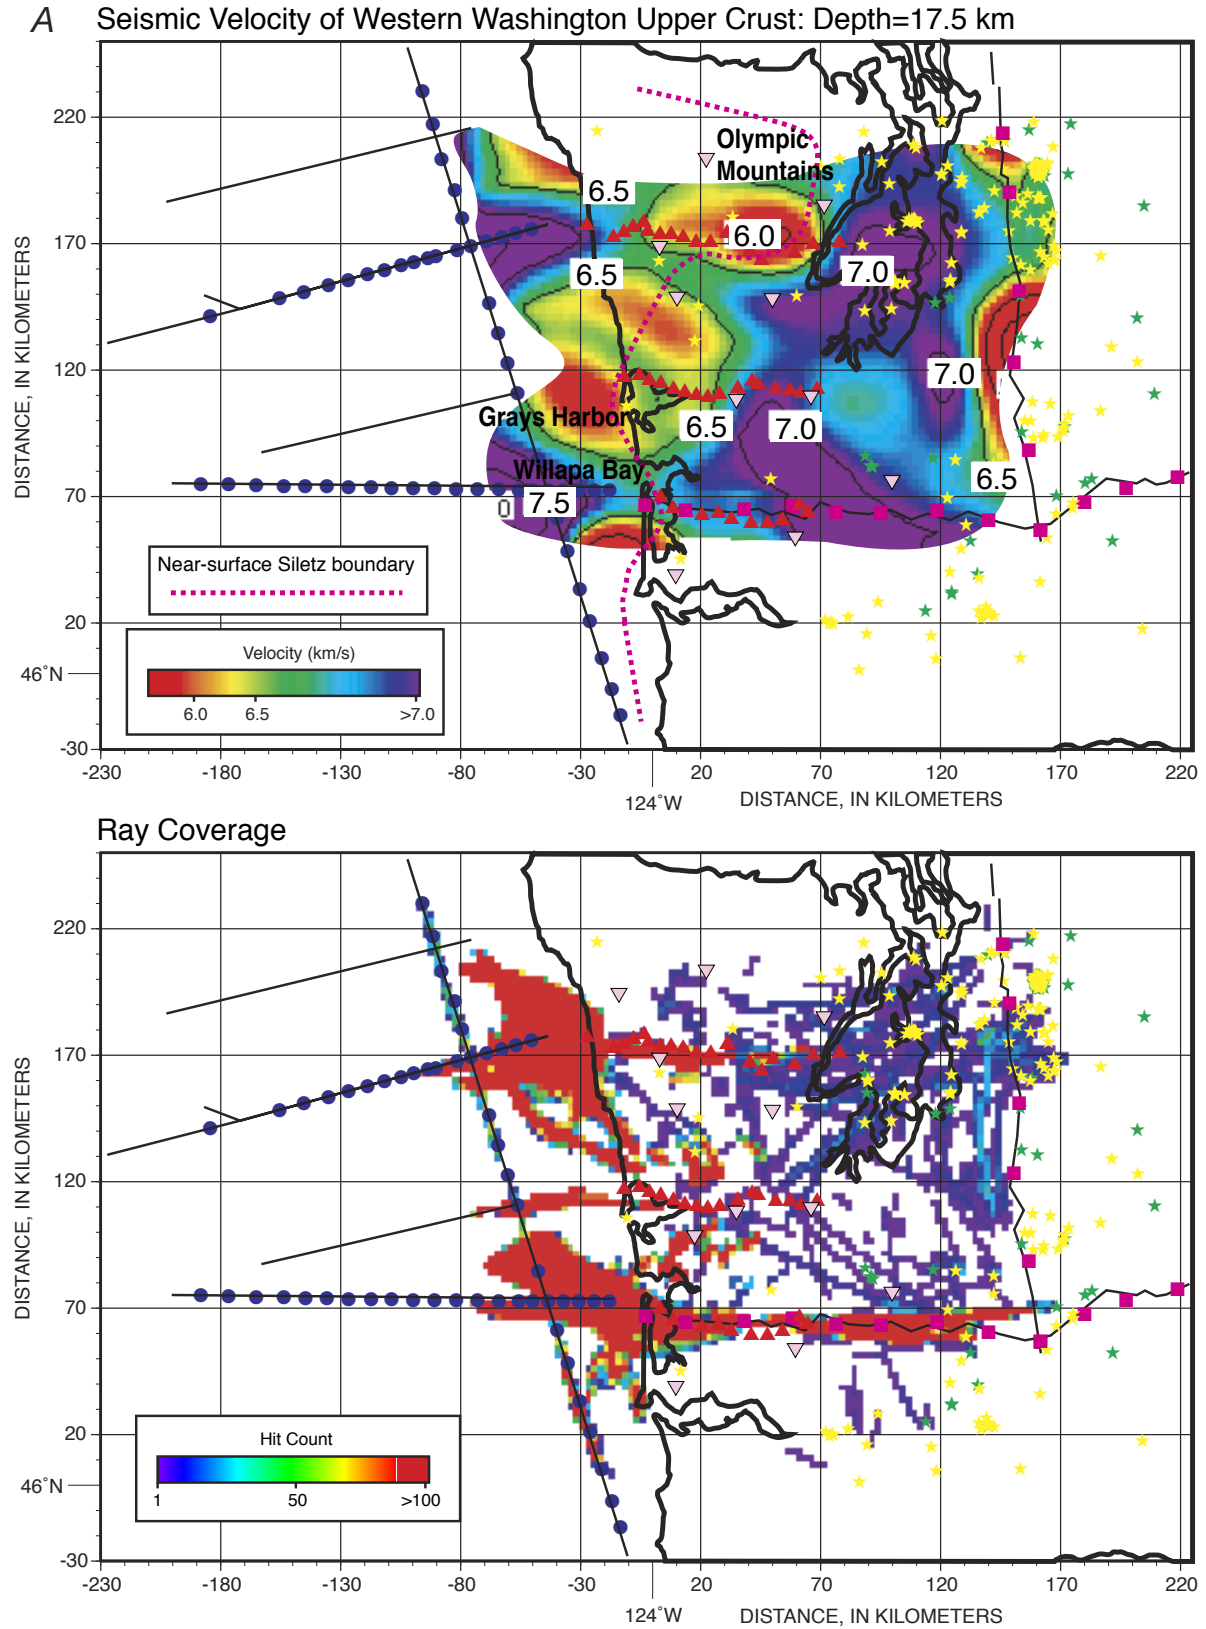 A Seismic Velocity of Western Washington Upper Crust: Depth=17.5 km
DISTANCE, IN KILOMETERS
220
170
120
70
20
46°N
-30
Olympic
Mountains
6.5
6.0
6.5
7.0
7.0
Grays Harbor
6.5
7.0
Willapa Bay
6.5
0
7.5
Near-surface Siletz boundary
Velocity (km/s)
6.0 6.5 >7.0
-230 -180 -130 -80 -30 20 70 120 170 220
124°W
DISTANCE, IN KILOMETERS
Ray Coverage
DISTANCE, IN KILOMETERS
220
170
120
70
20
46°N
-30
Hit Count
1 50 >100
-230 -180 -130 -80 -30 20 70 120 170 220
124°W
DISTANCE, IN KILOMETERS